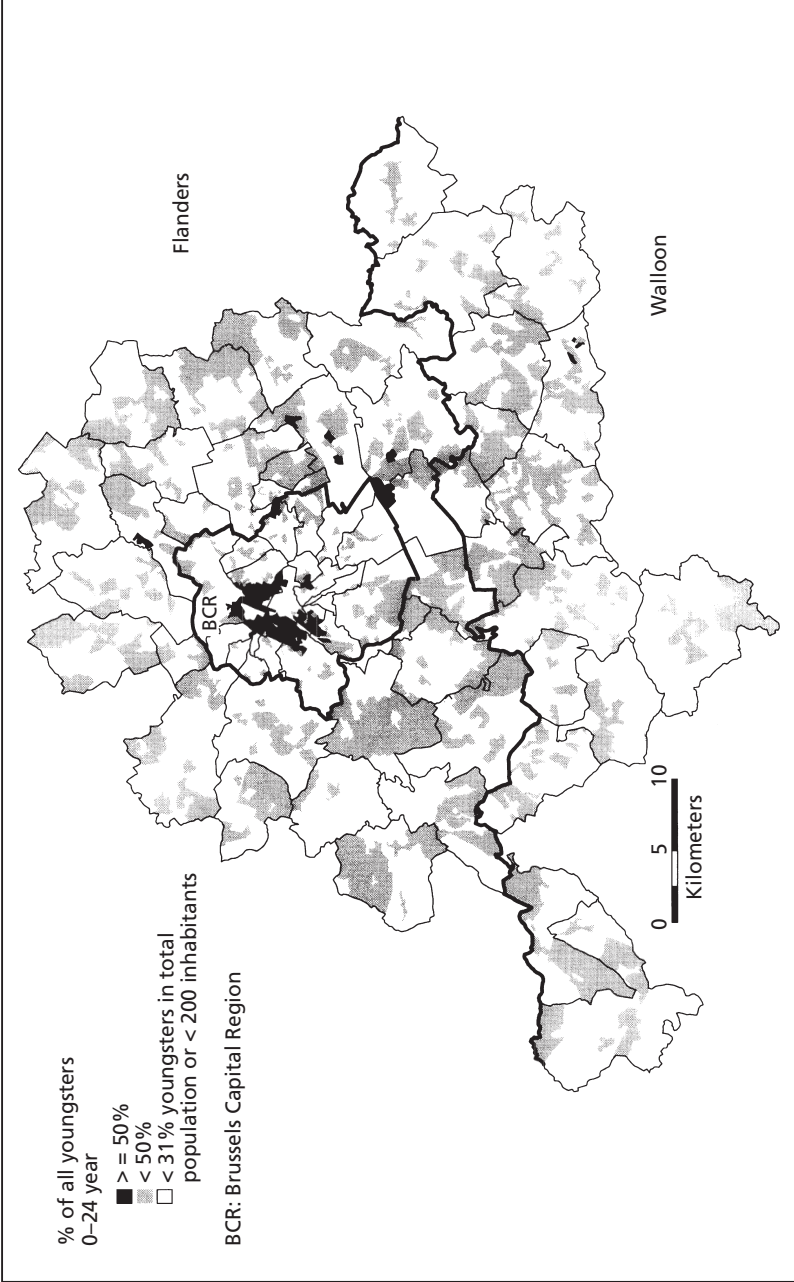 % of all youngsters
0–24 year
> = 50%
< 50%
< 31% youngsters in total
population or < 200 inhabitants
BCR: Brussels Capital Region
BCR
Flanders
Walloon
0 5 10
Kilometers